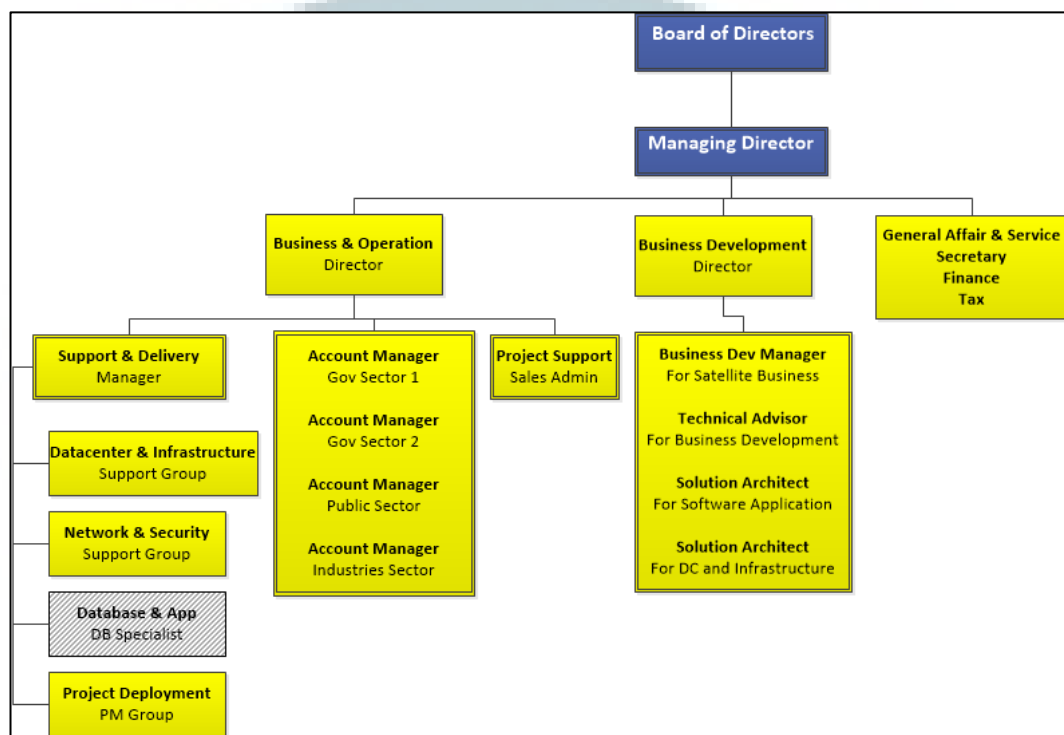 Board of Directors
Managing Director
Business & Operation
Director
Business Development
Director
General Affair & Service
Secretary
Finance
Tax
Support & Delivery
Manager
Account Manager
Gov Sector 1
Account Manager
Gov Sector 2
Account Manager
Public Sector
Account Manager
Industries Sector
Project Support
Sales Admin
Business Dev Manager
For Satellite Business
Technical Advisor
For Business Development
Solution Architect
For Software Application
Solution Architect
For DC and Infrastructure
Datacenter & Infrastructure
Support Group
Network & Security
Support Group
Database & App
DB Specialist
Project Deployment
PM Group